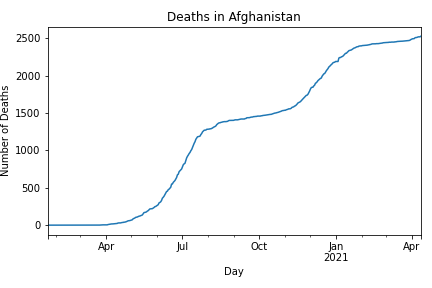 Deaths in Afghanistan
Number of Deaths
2500
2000
1500
1000
500
0
Apr
Jul
Oct
Jan
2021
Apr
Day